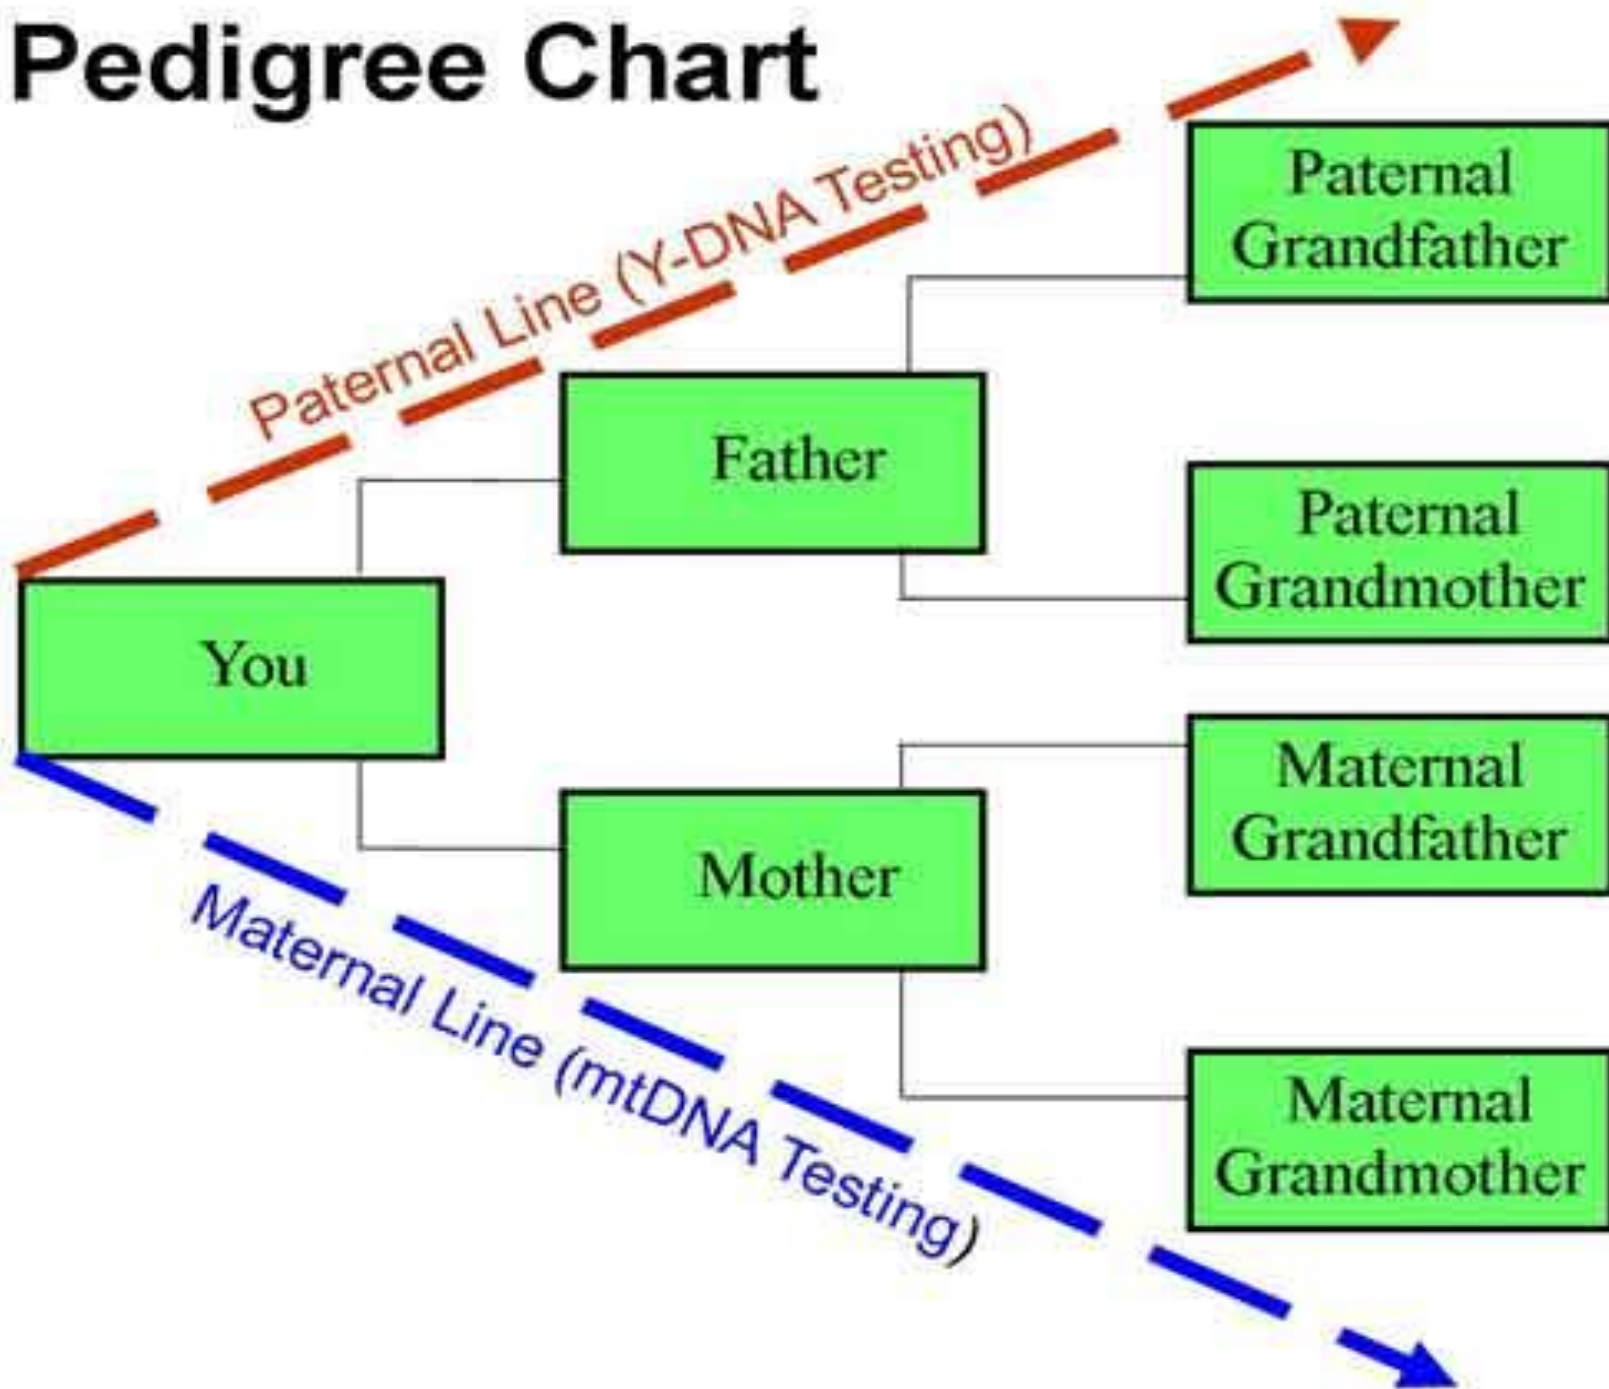 Pedigree Chart
Paternal Line (Y-DNA Testing)
Paternal
Grandfather
Father
Paternal
Grandmother
You
Maternal
Grandfather
Mother
Maternal Line (mtDNA Testing)
Maternal
Grandmother